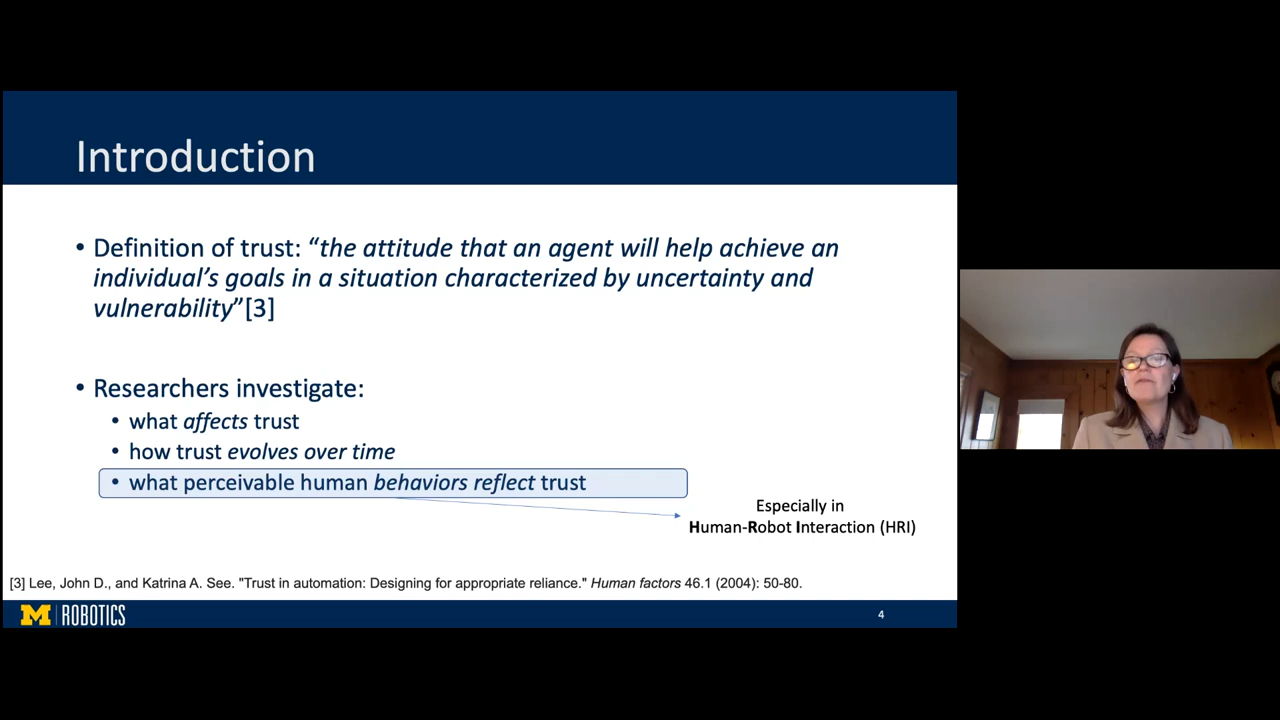 Introduction
• Definition of trust: “the attitude that an agent will help achieve an
individual’s goals in a situation characterized by uncertainty and
vulnerability”[3]
• Researchers investigate:
• what affects trust
• how trust evolves over time
• what perceivable human behaviors reflect trust
Especially in
Human-Robot Interaction (HRI)
[3] Lee, John D., and Katrina A. See. "Trust in automation: Designing for appropriate reliance." Human factors 46.1 (2004): 50-80.
M | ROBOTICS
4